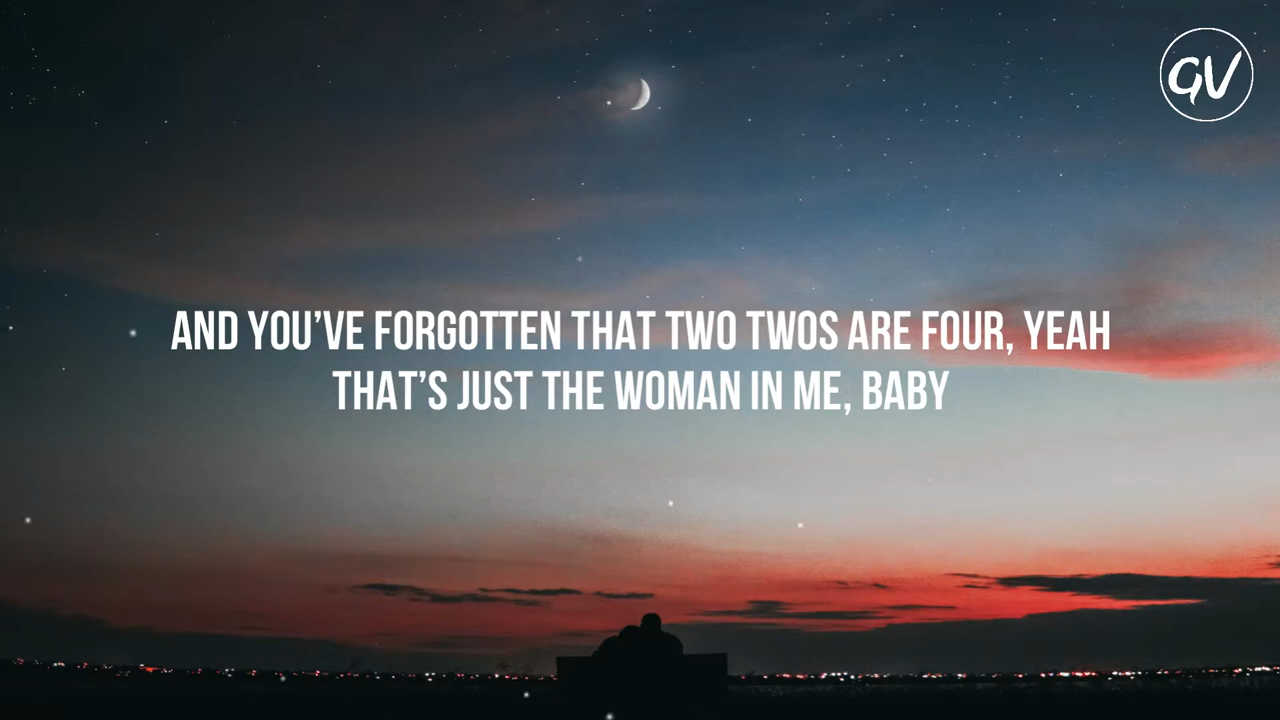 GV
AND YOU'VE FORGOTTEN THAT TWO TWOS ARE FOUR, YEAH
THAT'S JUST THE WOMAN IN ME, BABY